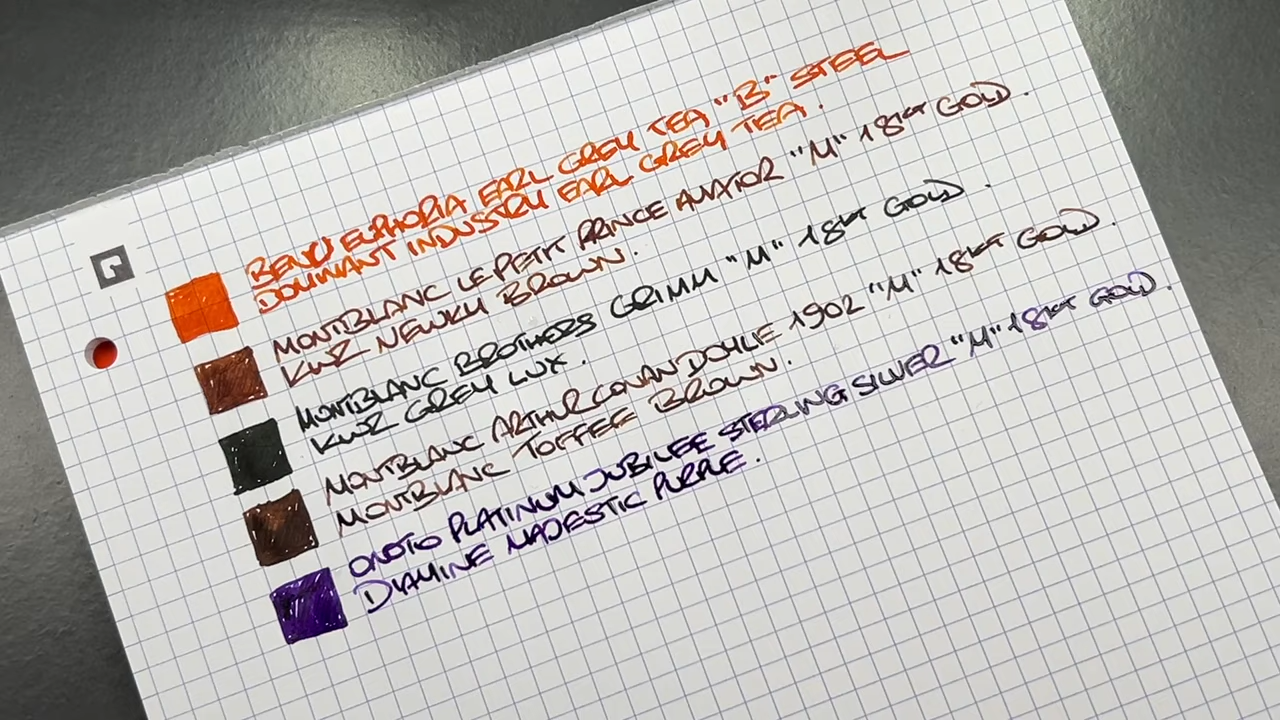 BENU EUPHORIA EARL GREY TEA "B" STEEL
DOMINANT INDUSTRY EARL GREY TEA.
MONTBLANC LE PETIT PRINCE AVIATOR "M" 18KT GOLD.
KWZ NEWKY BROWN.
MONTBLANC BROTHERS GRIMM "M" 18KT GOLD.
KWZ GREY LUX.
MONTBLANC ARTHUR CONAN DOYLE 1902 "M" 18KT GOLD.
MONTBLANC TOFFEE BROWN.
ONOTO PLATINUM JUBILEE STERLING SILVER "M" 18KT GOLD.
DIAMINE MAJESTIC PURPLE.